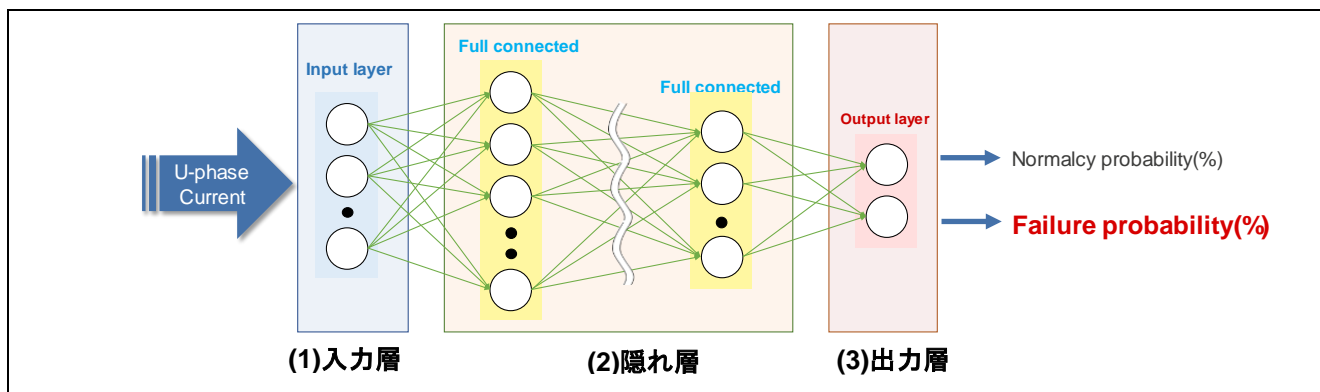 U-phase
Current
Input layer
Full connected
Full connected
Output layer
Normalcy probability(%)
Failure probability(%)
(1)入力層
(2)隠れ層
(3)出力層